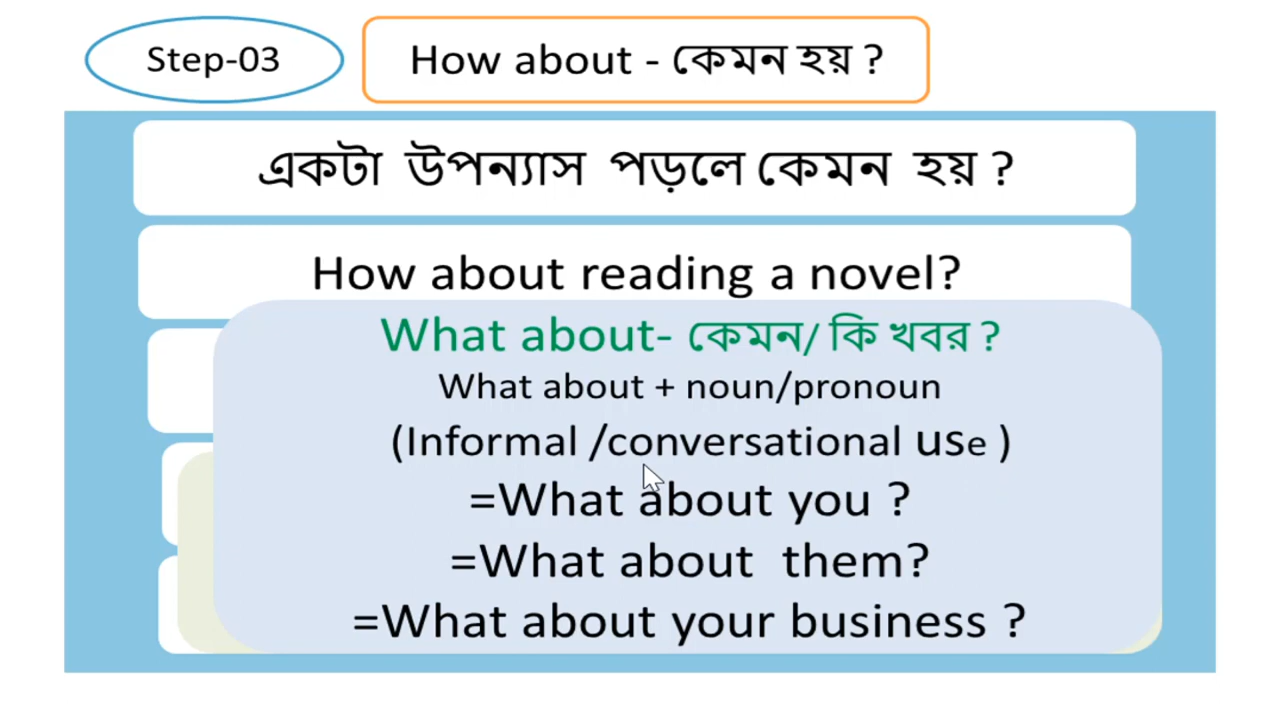 Step-03
How about - কেমন হয় ?
একটা উপন্যাস পড়লে কেমন হয় ?
How about reading a novel?
What about- কেমন/ কি খবর ?
What about + noun/pronoun
(Informal /conversational use )
=What about you ?
=What about them?
=What about your business ?